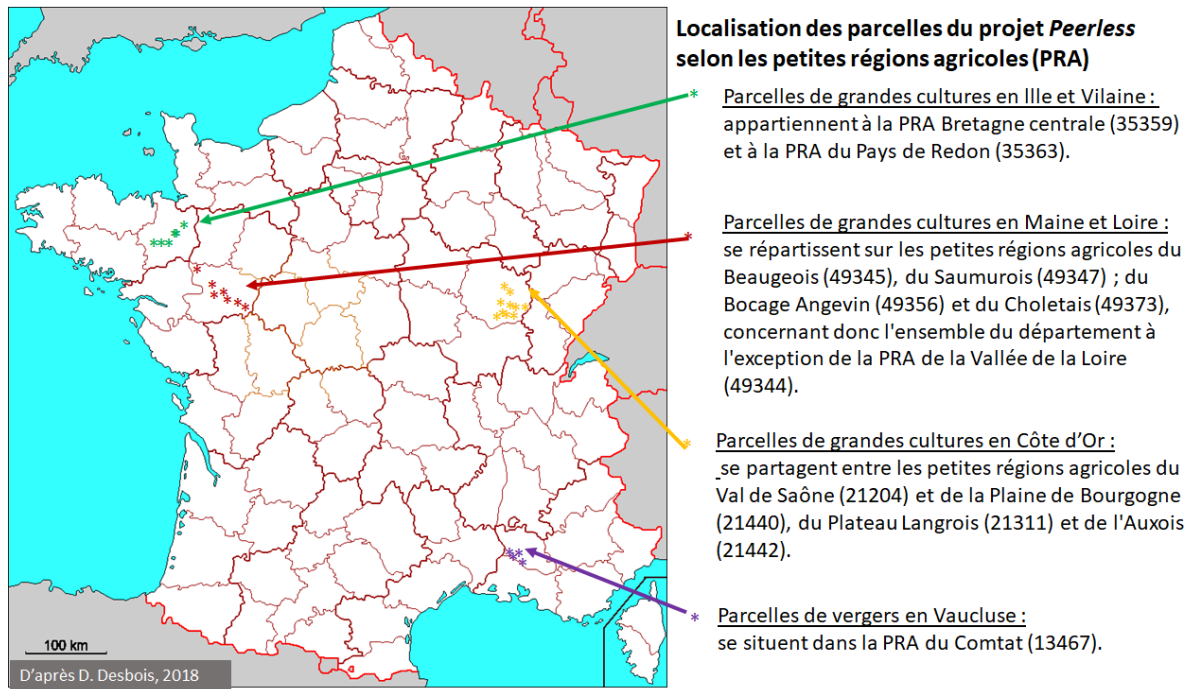 Localisation des parcelles du projet Peerless
selon les petites régions agricoles (PRA)
* Parcelles de grandes cultures en Ille et Vilaine :
appartiennent à la PRA Bretagne centrale (35359)
et à la PRA du Pays de Redon (35363).
* Parcelles de grandes cultures en Maine et Loire :
se répartissent sur les petites régions agricoles du
Beaugeois (49345), du Saumurois (49347) ; du
Bocage Angevin (49356) et du Choletais (49373),
concernant donc l'ensemble du département à
l'exception de la PRA de la Vallée de la Loire
(49344).
* Parcelles de grandes cultures en Côte d’Or :
se partagent entre les petites régions agricoles du
Val de Saône (21204) et de la Plaine de Bourgogne
(21440), du Plateau Langrois (21311) et de l'Auxois
(21442).
* Parcelles de vergers en Vaucluse :
se situent dans la PRA du Comtat (13467).
100 km
D’après D. Desbois, 2018